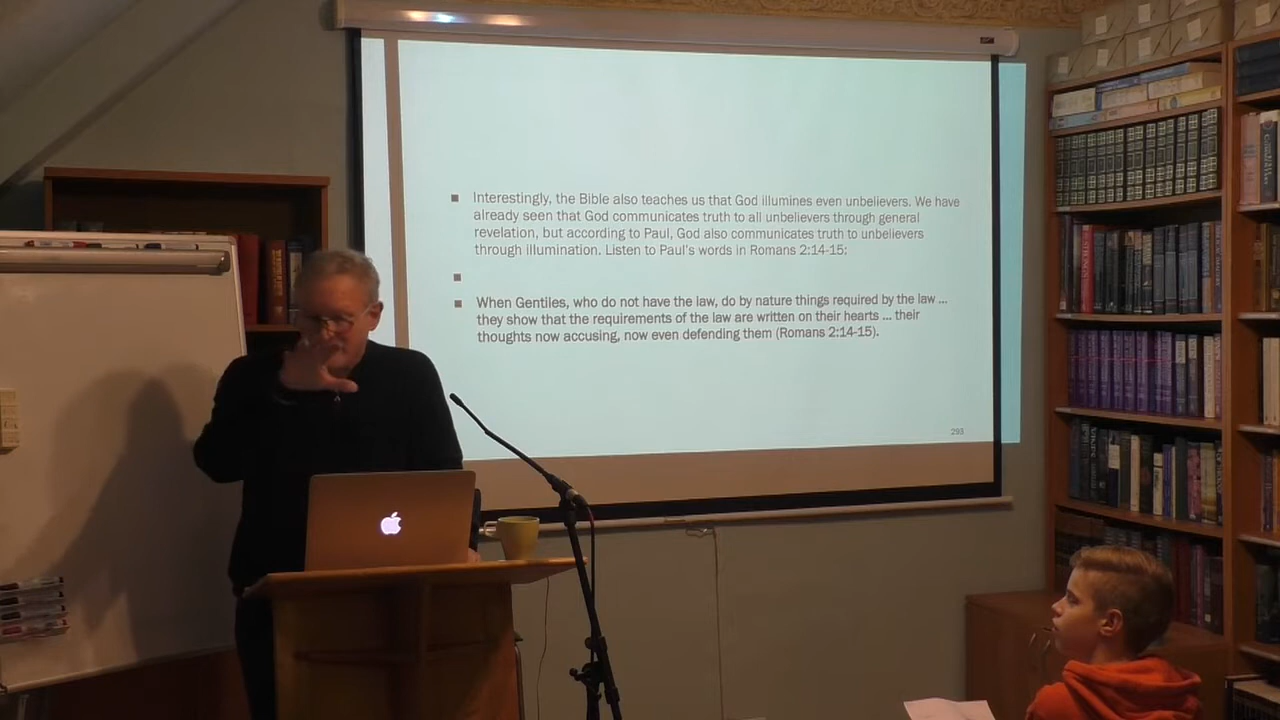 Interestingly, the Bible also teaches us that God illumines even unbelievers. We have
already seen that God communicates truth to all unbelievers through general
revelation, but according to Paul, God also communicates truth to unbelievers
through illumination. Listen to Paul's words in Romans 2:14-15:
When Gentiles, who do not have the law, do by nature things required by the law ...
they show that the requirements of the law are written on their hearts ... their
thoughts now accusing, now even defending them (Romans 2:14-15).
293